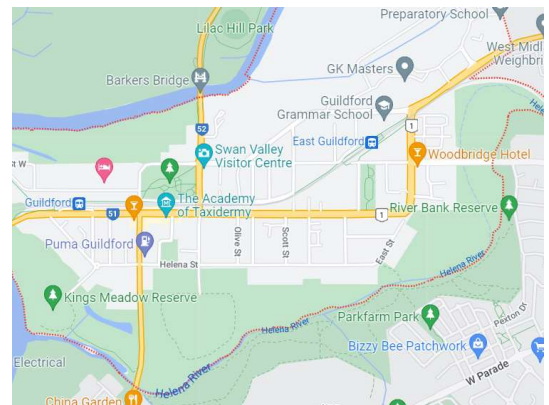 Preparatory School
Lilac Hill Park
West Midl
Weighbri
GK Masters
Barkers Bridge
Guildford
Grammar School
1
52
East Guildford
Swan Valley
Visitor Centre
Woodbridge Hotel
St W
The Academy
of Taxidermy
River Bank Reserve
Guildford
51
1
Puma Guildford
Olive St
Scott St
East St
Helena St
Helena River
Kings Meadow Reserve
Parkfarm Park
Pexton Dr
Helena River
Bizzy Bee Patchwork
Electrical
Helena River
W Parade
China Garden